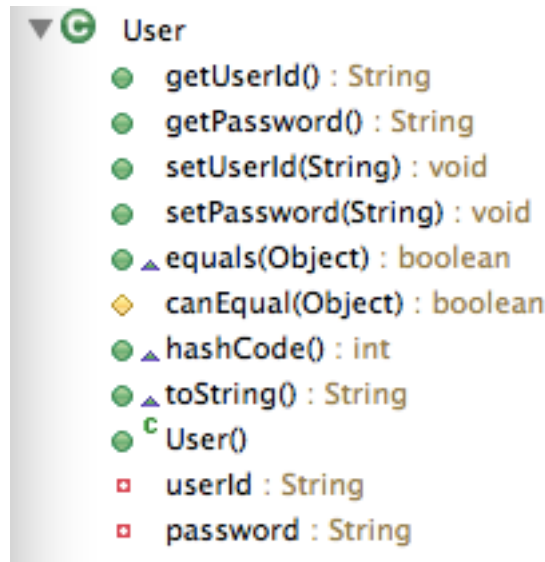 C User
getUserId() : String
getPassword() : String
setUserId(String) : void
setPassword(String) : void
equals(Object) : boolean
canEqual(Object) : boolean
hashCode() : int
toString() : String
C User()
userId : String
password : String